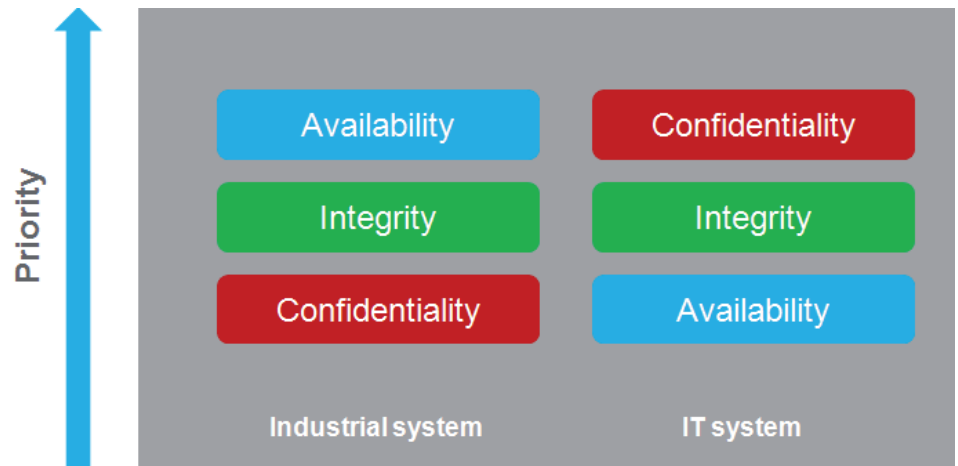 Priority
Availability
Confidentiality
Integrity
Integrity
Confidentiality
Availability
Industrial system
IT system